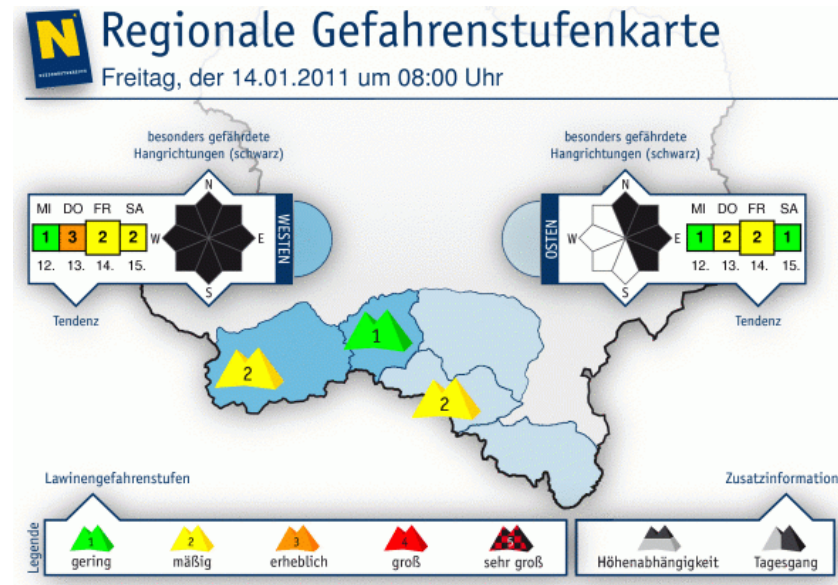 N
Regionale Gefahrenstufenkarte
Freitag, der 14.01.2011 um 08:00 Uhr
besonders gefährdete
Hangrichtungen (schwarz)
MI DO FR SA
1 3 2 2
12. 13. 14. 15.
Tendenz
N
W E
S
WESTEN
besonders gefährdete
Hangrichtungen (schwarz)
OSTEN
N
W E
S
MI DO FR SA
1 2 2 1
12. 13. 14. 15.
Tendenz
1
2
2
Lawinengefahrenstufen
Zusatzinformation
Legende
1 2 3 4 5
gering mäßig erheblich groß sehr groß
Höhenabhängigkeit Tagesgang